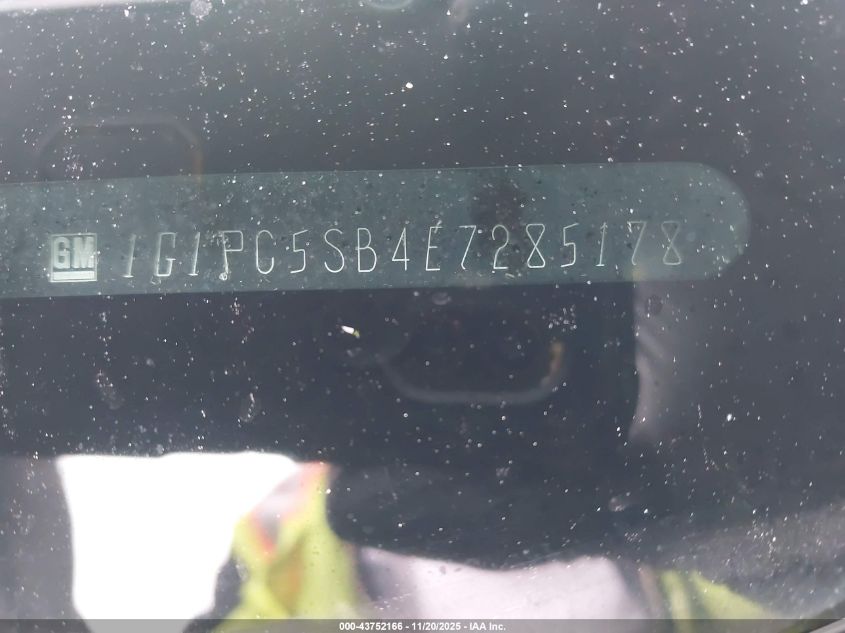 GM 1G1PC5SB4E7285178
000-43752166 - 11/20/2025 - IAA Inc.